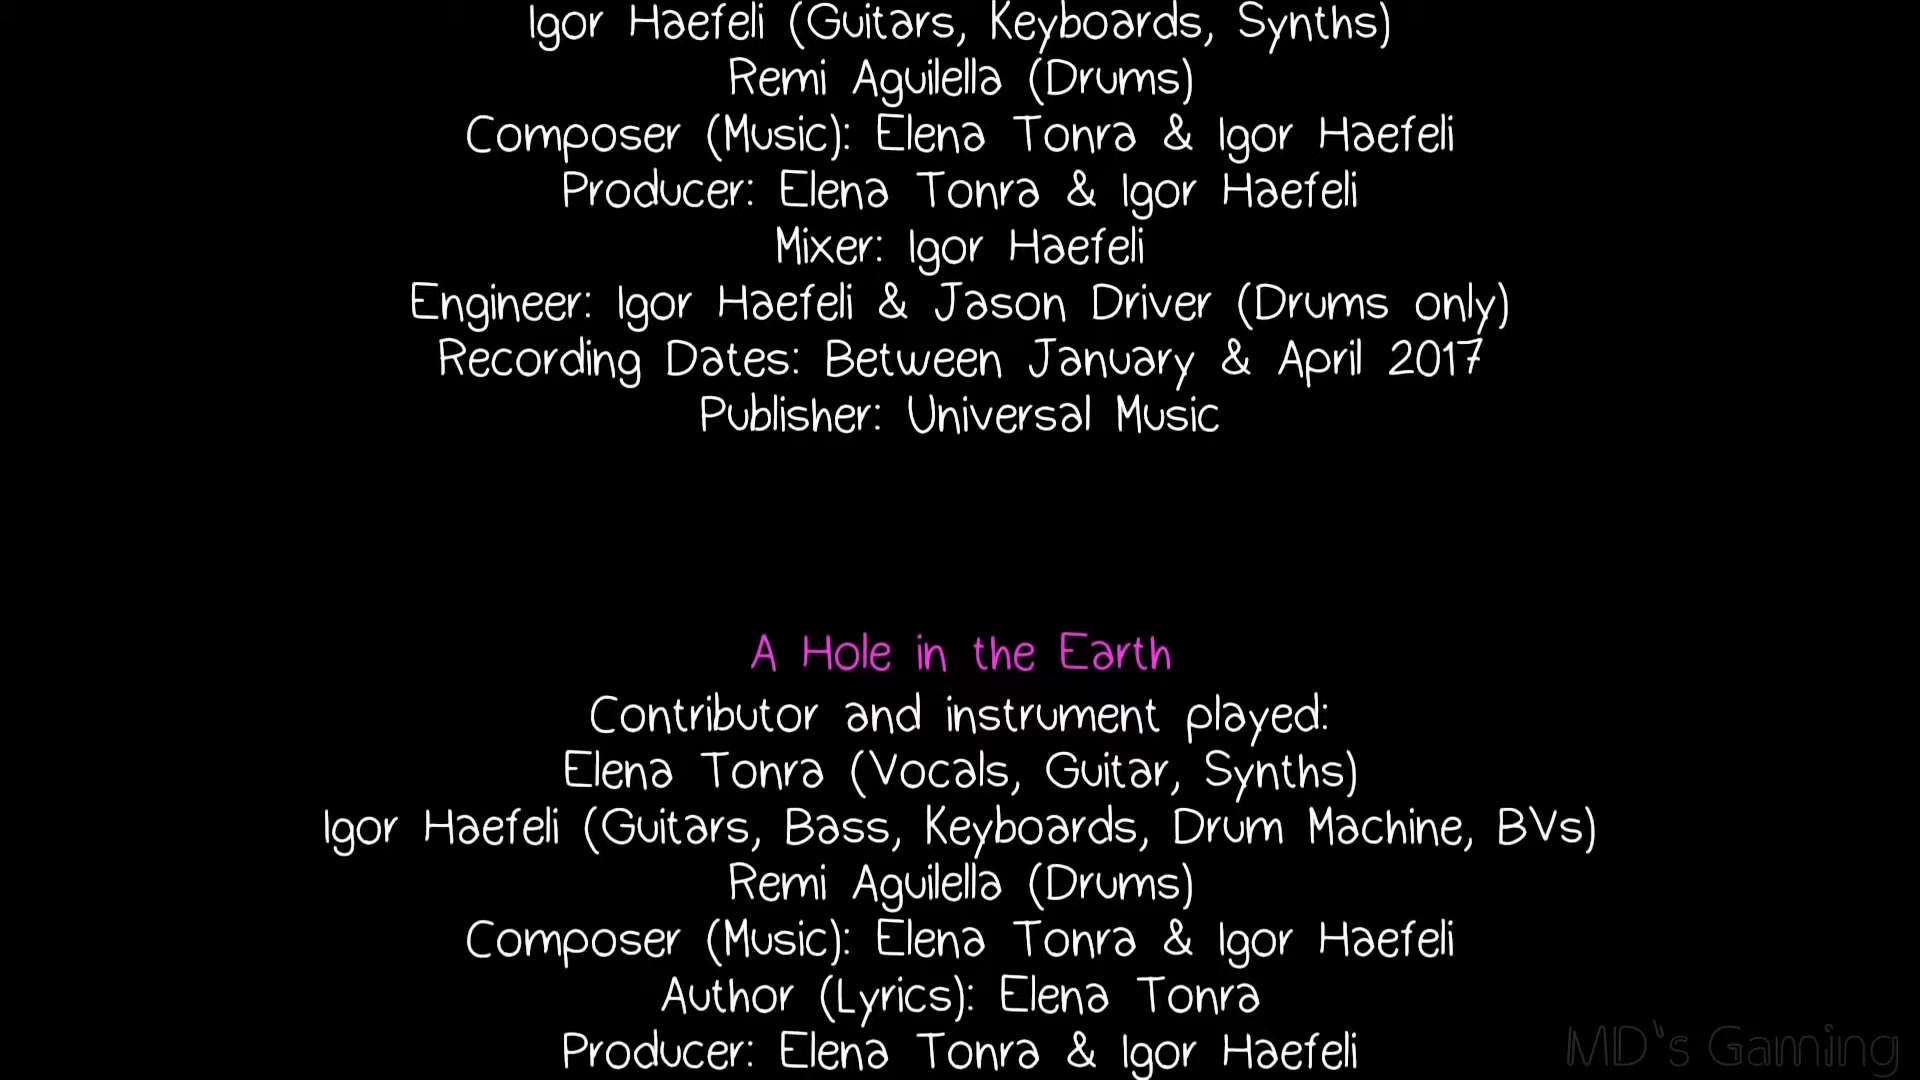 Igor Haefeli (Guitars, Keyboards, Synths)
Remi Aguilella (Drums)
Composer (Music): Elena Tonra & Igor Haefeli
Producer: Elena Tonra & Igor Haefeli
Mixer: Igor Haefeli
Engineer: Igor Haefeli & Jason Driver (Drums only)
Recording Dates: Between January & April 2017
Publisher: Universal Music
A Hole in the Earth
Contributor and instrument played:
Elena Tonra (Vocals, Guitar, Synths)
Igor Haefeli (Guitars, Bass, Keyboards, Drum Machine, BVs)
Remi Aguilella (Drums)
Composer (Music): Elena Tonra & Igor Haefeli
Author (Lyrics): Elena Tonra
Producer: Elena Tonra & Igor Haefeli
MD`s Gaming